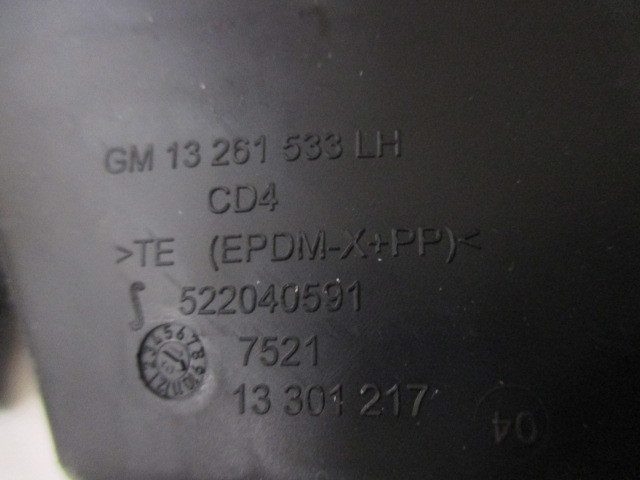 GM 13 261 533 LH
CD4
>TE (EPDM-X+PP)<
522040591
7521
13 301 217
04